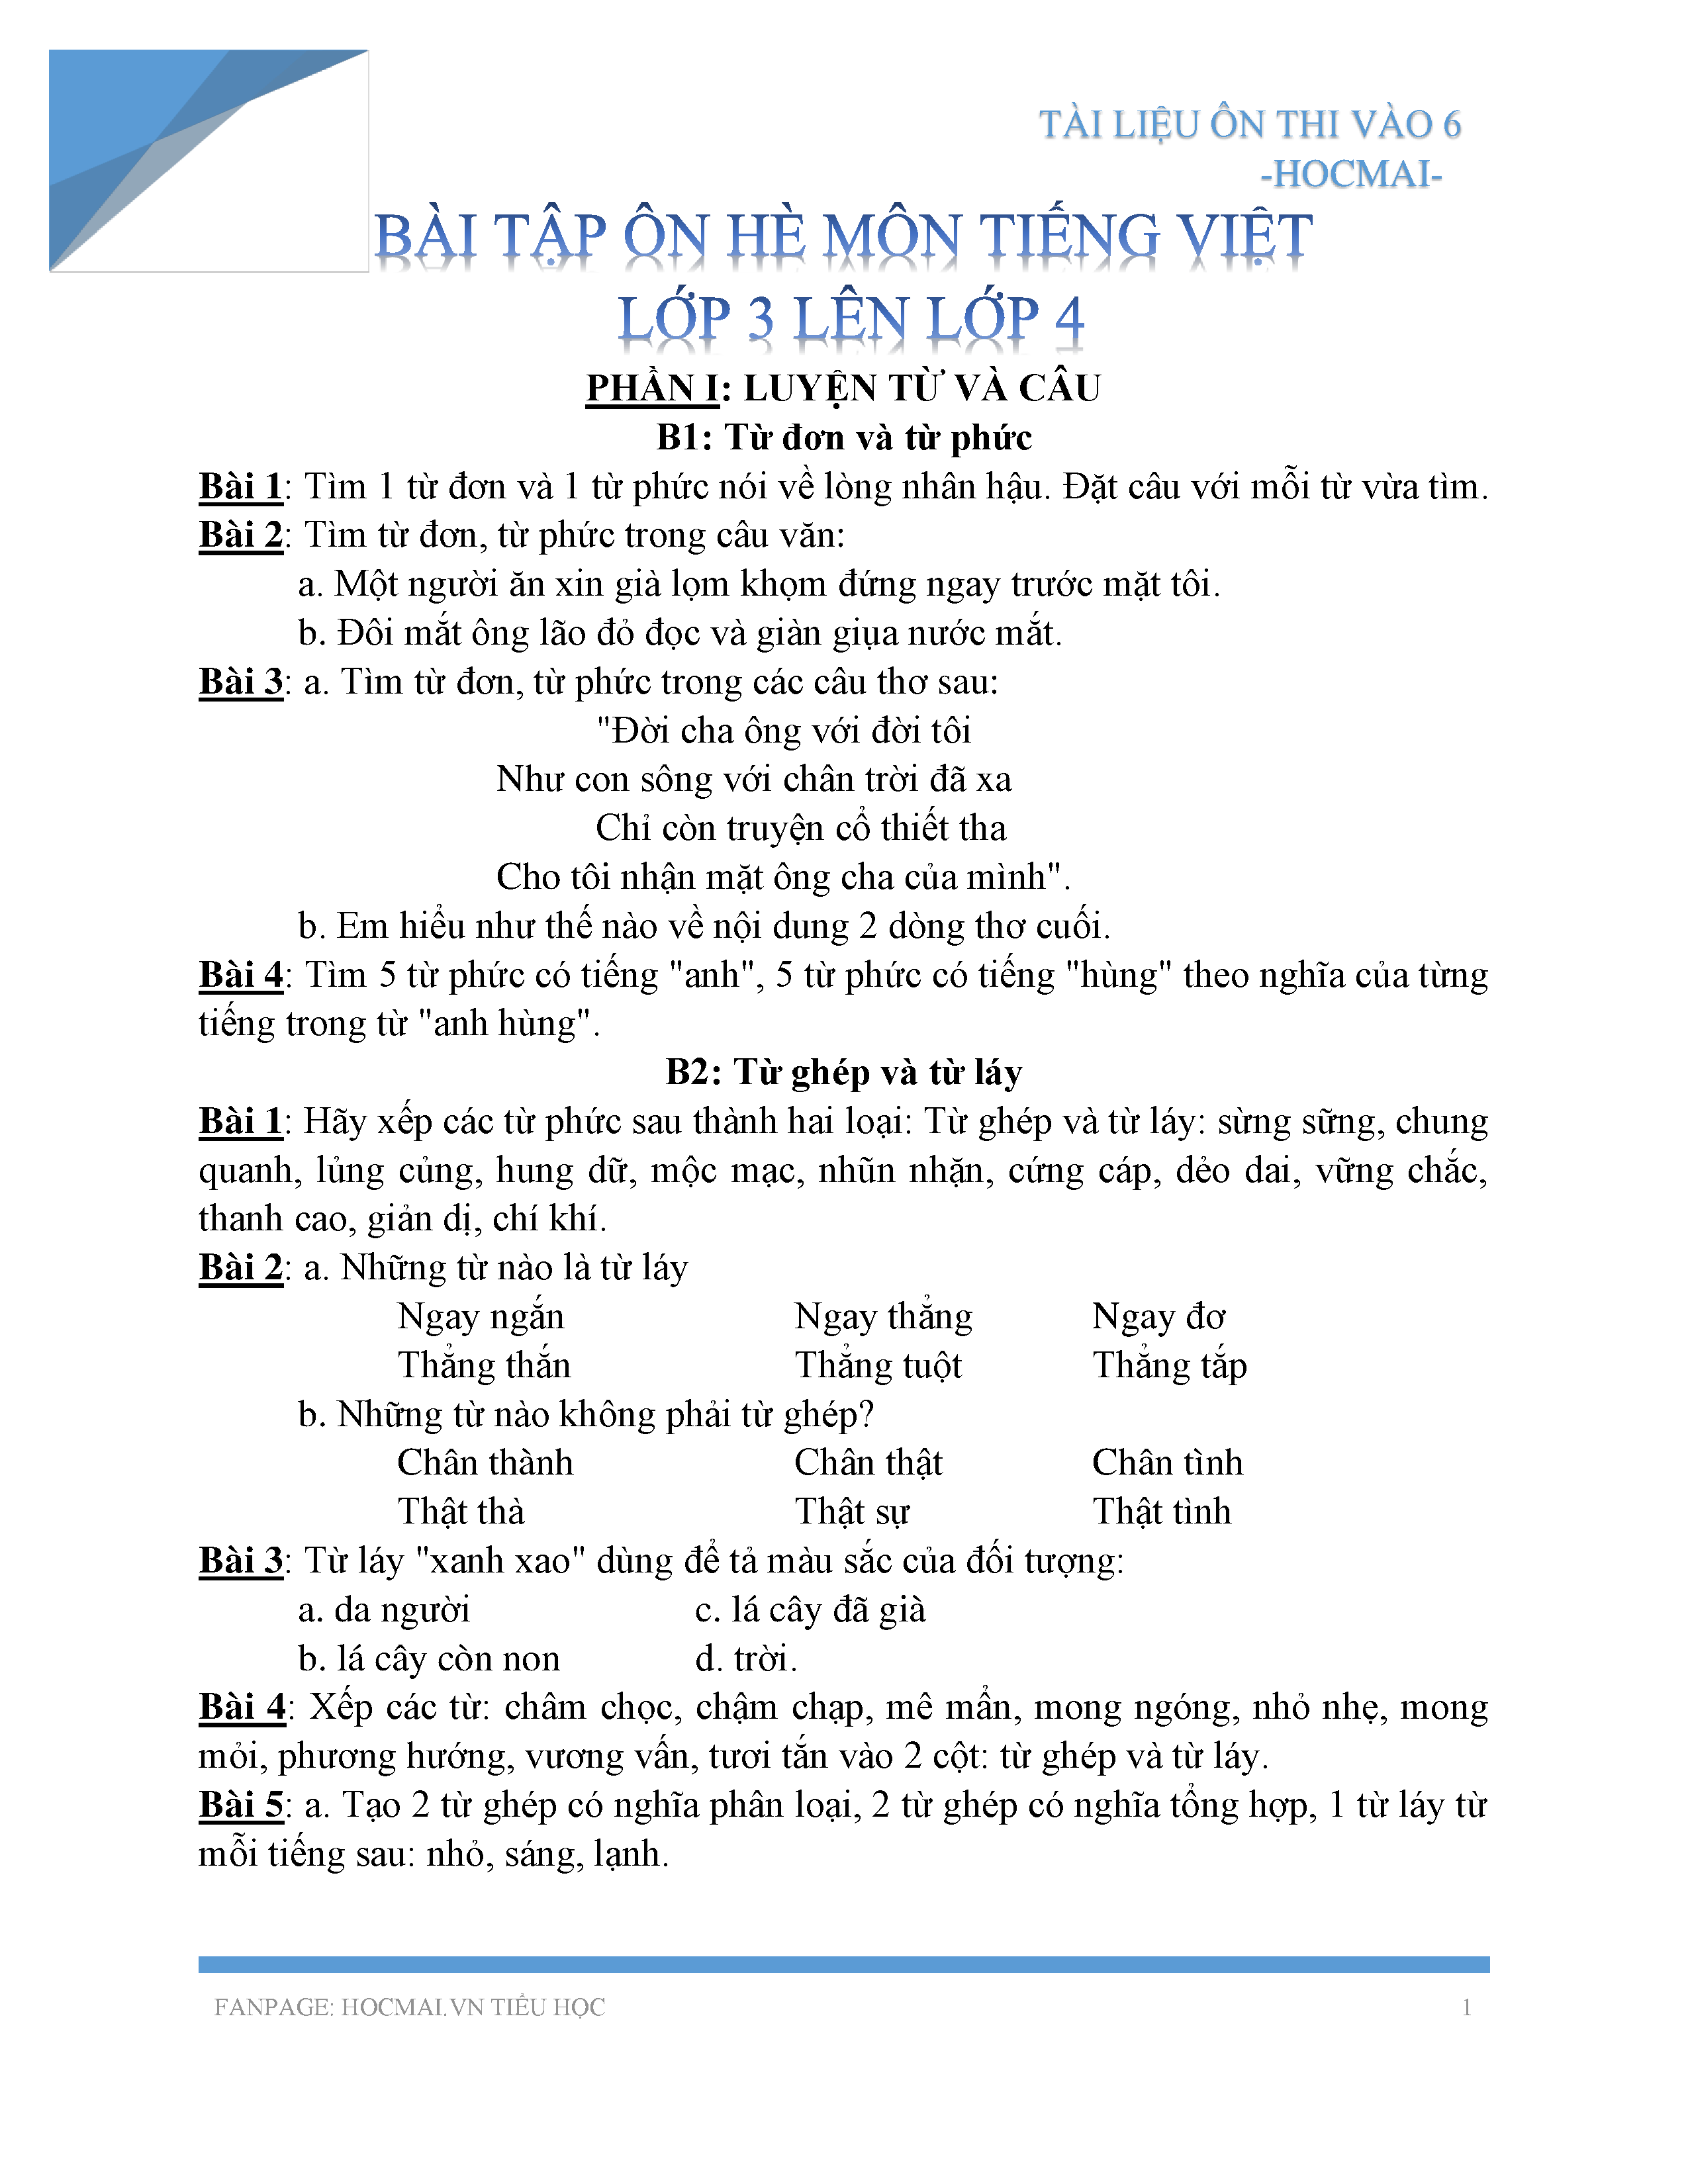 TÀI LIỆU ÔN THI VÀO 6
-HOCMAI-
BÀI TẬP ÔN HÈ MÔN TIẾNG VIỆT
LỚP 3 LÊN LỚP 4
PHẦN I: LUYỆN TỪ VÀ CÂU
B1: Từ đơn và từ phức
Bài 1: Tìm 1 từ đơn và 1 từ phức nói về lòng nhân hậu. Đặt câu với mỗi từ vừa tìm.
Bài 2: Tìm từ đơn, từ phức trong câu văn:
a. Một người ăn xin già lọm khọm đứng ngay trước mặt tôi.
b. Đôi mắt ông lão đỏ đọc và giàn giụa nước mắt.
Bài 3: a. Tìm từ đơn, từ phức trong các câu thơ sau:
"Đời cha ông với đời tôi
Như con sông với chân trời đã xa
Chỉ còn truyện cổ thiết tha
Cho tôi nhận mặt ông cha của mình".
b. Em hiểu như thế nào về nội dung 2 dòng thơ cuối.
Bài 4: Tìm 5 từ phức có tiếng "anh", 5 từ phức có tiếng "hùng" theo nghĩa của từng
tiếng trong từ "anh hùng".
B2: Từ ghép và từ láy
Bài 1: Hãy xếp các từ phức sau thành hai loại: Từ ghép và từ láy: sừng sững, chung
quanh, lủng củng, hung dữ, mộc mạc, nhũn nhặn, cứng cáp, dẻo dai, vững chắc,
thanh cao, giản dị, chí khí.
Bài 2: a. Những từ nào là từ láy
Ngay ngắn Ngay thẳng Ngay đơ
Thẳng thắn Thẳng tuột Thẳng tắp
b. Những từ nào không phải từ ghép?
Chân thành Chân thật Chân tình
Thật thà Thật sự Thật tình
Bài 3: Từ láy "xanh xao" dùng để tả màu sắc của đối tượng:
a. da người c. lá cây đã già
b. lá cây còn non d. trời.
Bài 4: Xếp các từ: châm chọc, chậm chạp, mê mẩn, mong ngóng, nhỏ nhẹ, mong
mỏi, phương hướng, vương vấn, tươi tắn vào 2 cột: từ ghép và từ láy.
Bài 5: a. Tạo 2 từ ghép có nghĩa phân loại, 2 từ ghép có nghĩa tổng hợp, 1 từ láy từ
mỗi tiếng sau: nhỏ, sáng, lạnh.
FANPAGE: HOCMAI.VN TIỂU HỌC 1